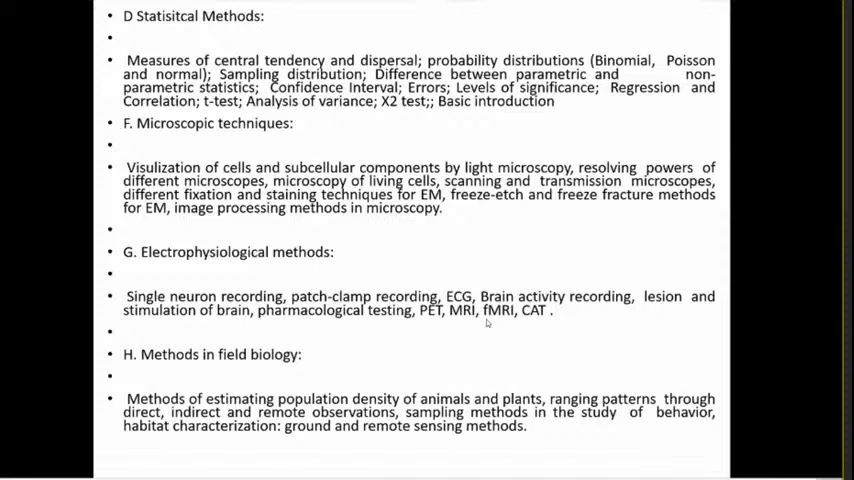 • D Statisitcal Methods:
•
• Measures of central tendency and dispersal; probability distributions (Binomial, Poisson
and normal); Sampling distribution; Difference between parametric and non-
parametric statistics; Confidence Interval; Errors; Levels of significance; Regression and
Correlation; t-test; Analysis of variance; X2 test;; Basic introduction
• F. Microscopic techniques:
•
• Visulization of cells and subcellular components by light microscopy, resolving powers of
different microscopes, microscopy of living cells, scanning and transmission microscopes,
different fixation and staining techniques for EM, freeze-etch and freeze fracture methods
for EM, image processing methods in microscopy.
•
• G. Electrophysiological methods:
•
• Single neuron recording, patch-clamp recording, ECG, Brain activity recording, lesion and
stimulation of brain, pharmacological testing, PET, MRI, fMRI, CAT .
•
• H. Methods in field biology:
•
• Methods of estimating population density of animals and plants, ranging patterns through
direct, indirect and remote observations, sampling methods in the study of behavior,
habitat characterization: ground and remote sensing methods.